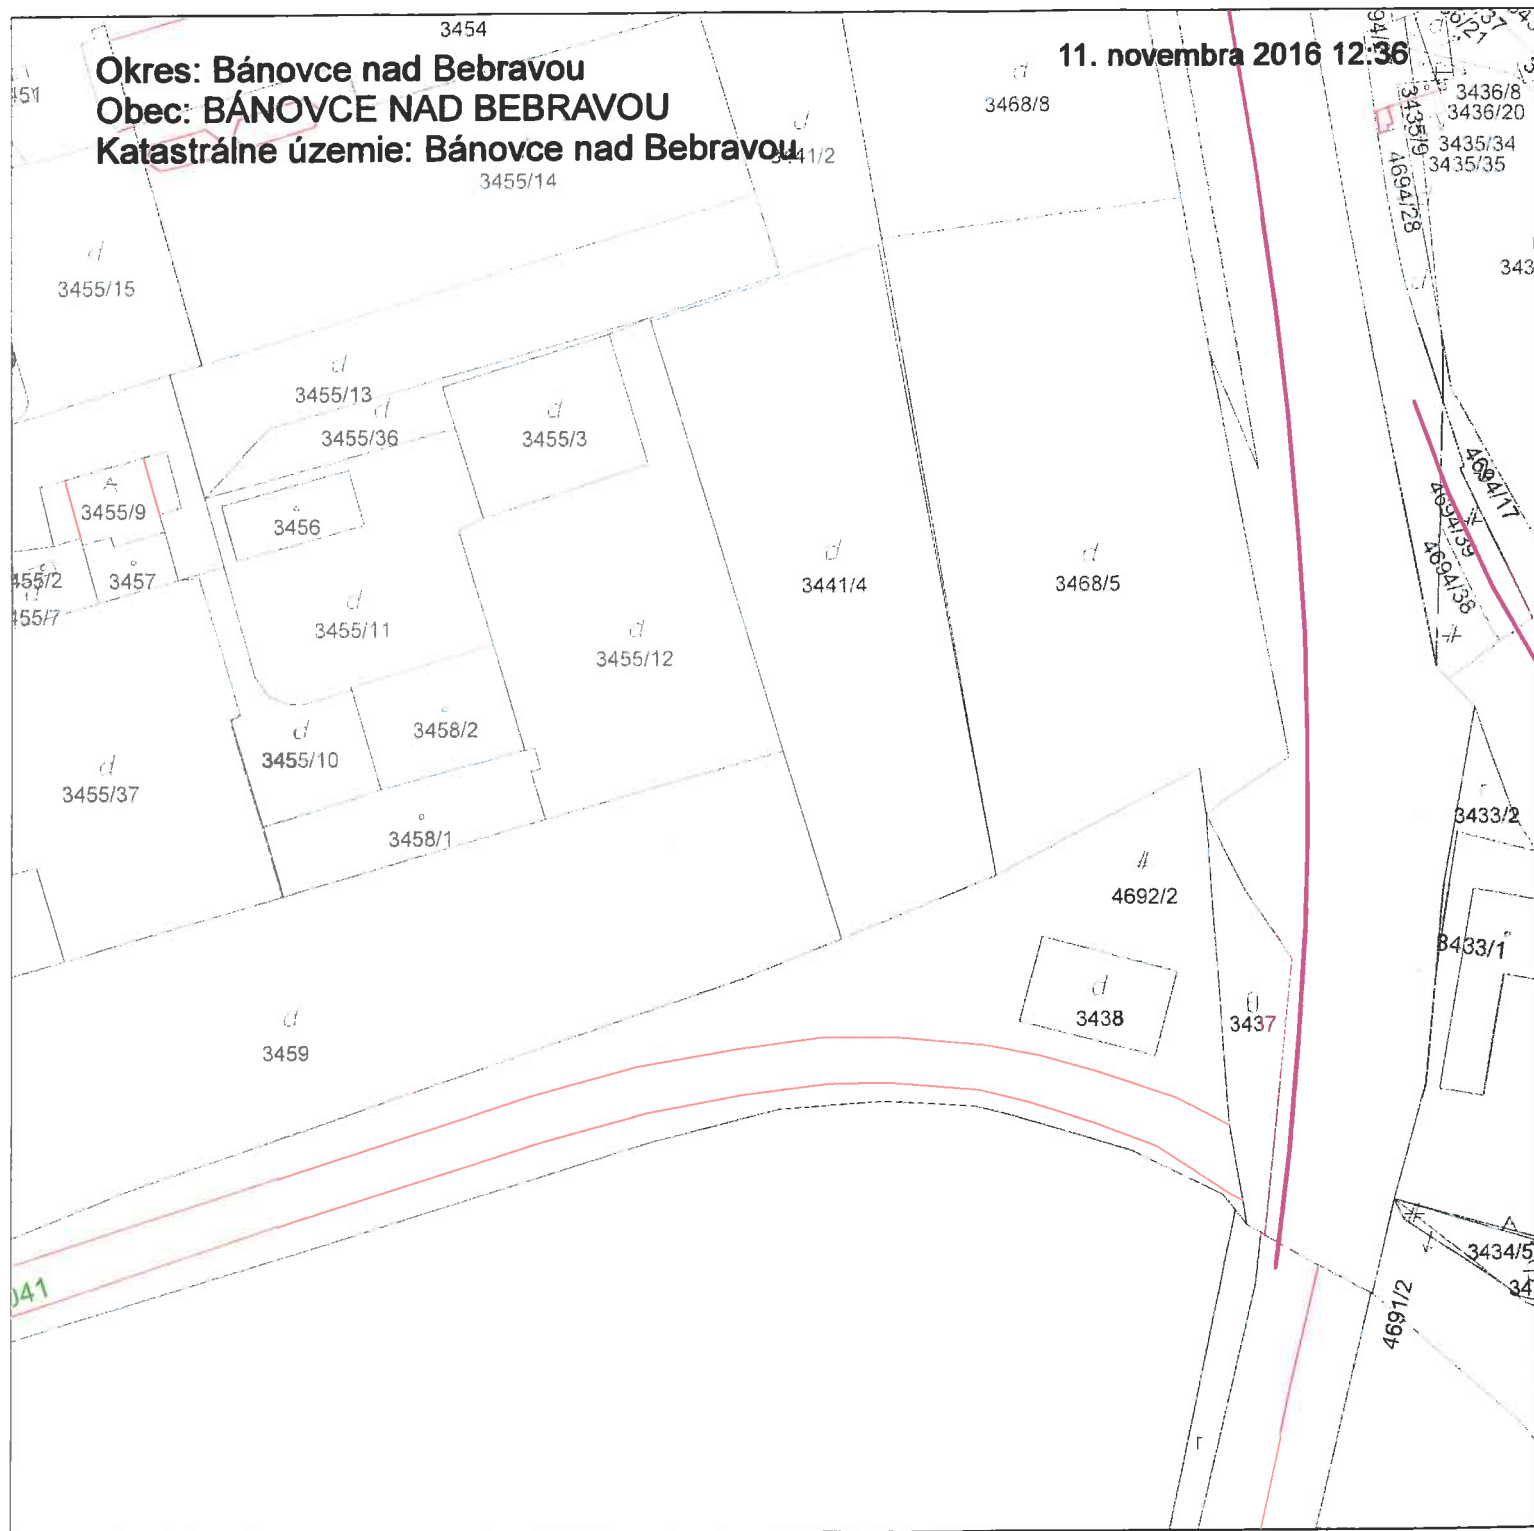 3454
Okres: Bánovce nad Bebravou
11. novembra 2016 12:36
Obec: BÁNOVCE NAD BEBRAVOU
Katastrálne územie: Bánovce nad Bebravou
d
3468/8
3436/8
3436/20
3435/9
3435/34
3435/35
4694/28
d
3455/14
d
d
3455/15
d
3455/13
d
3455/36
d
3455/3
A
3455/9
3456
3457
4694/17
4694/39
4694/38
d
3441/4
d
3468/5
d
3455/11
d
3455/12
d
3455/10
3458/2
d
3455/37
3458/1
r
3433/2
4692/2
3433/1
d
3438
3437
d
3459
A
3434/5
4691/2
r